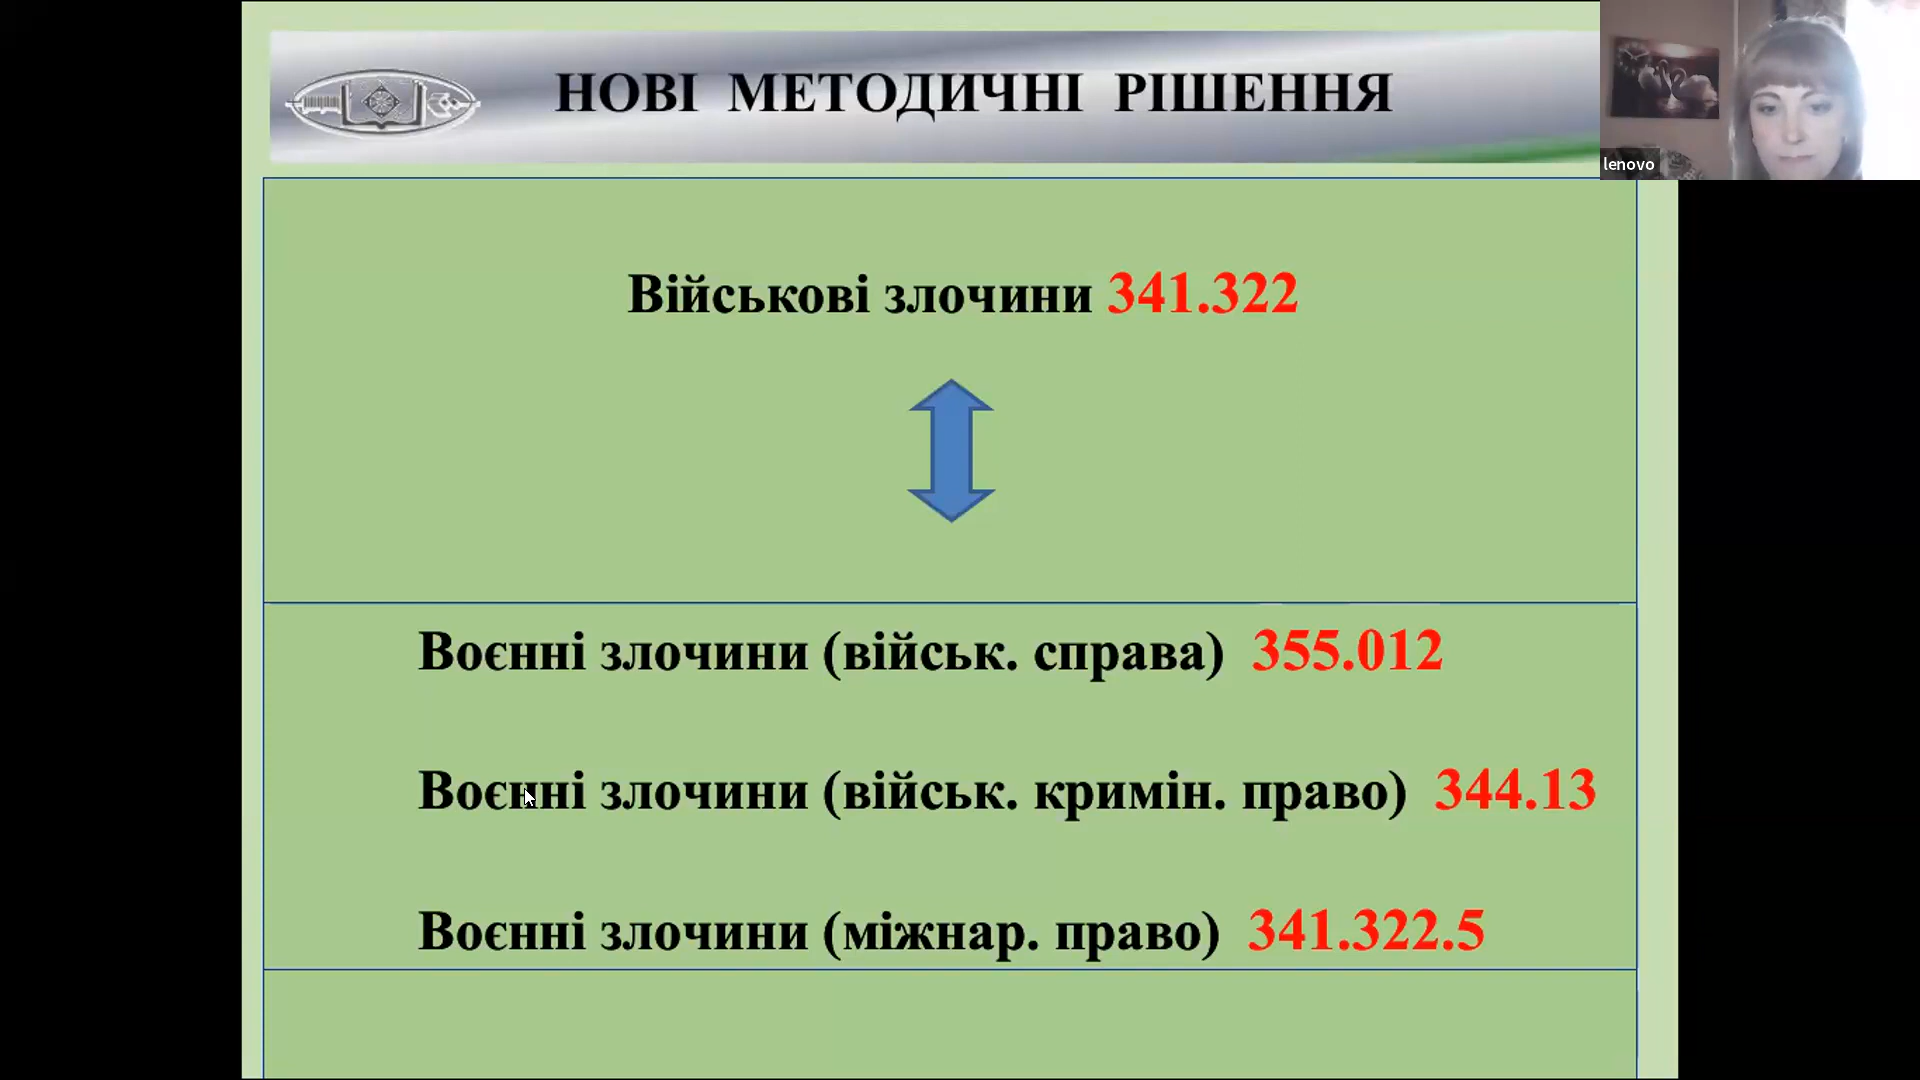 НОВІ МЕТОДИЧНІ РІШЕННЯ
lenovo
Військові злочини 341.322
Воєнні злочини (військ. справа) 355.012
Воєнні злочини (військ. кримін. право) 344.13
Воєнні злочини (міжнар. право) 341.322.5